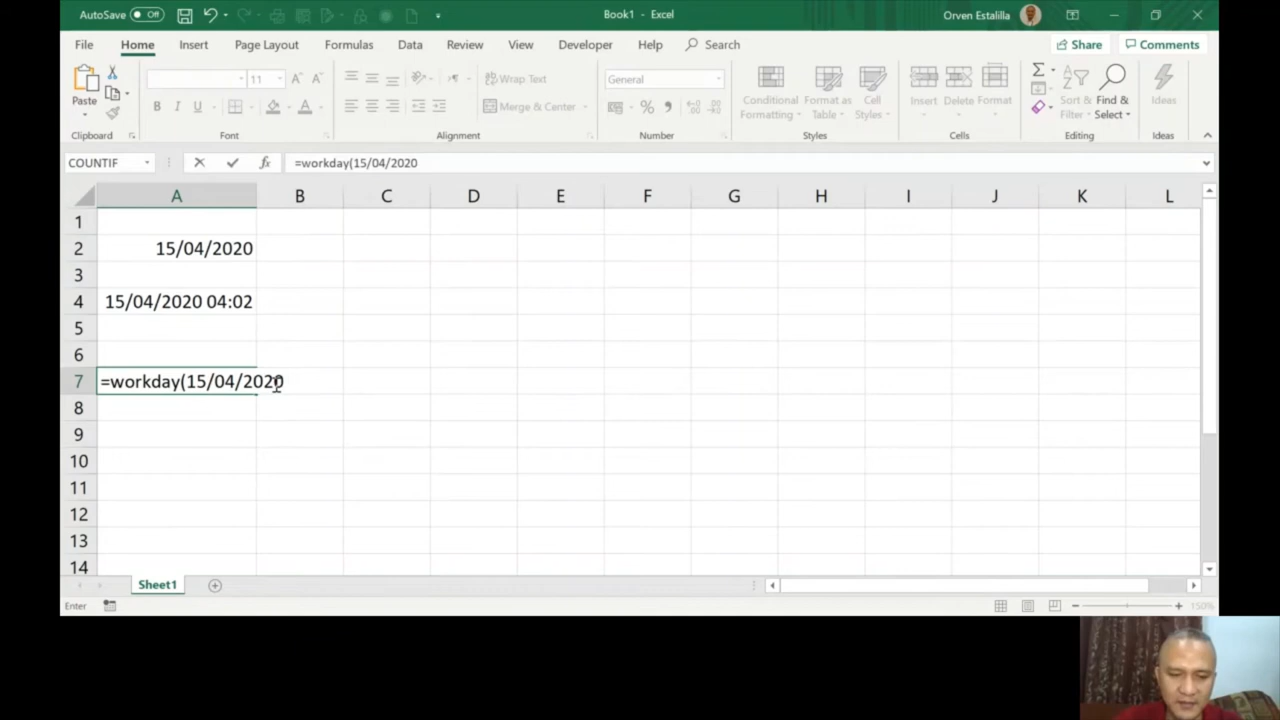 AutoSave Off Book1 - Excel Orven Estalilla
File Home Insert Page Layout Formulas Data Review View Developer Help Search Share Comments
Paste
11
Wrap Text
Merge & Center
General
Conditional Formatting
Format as Table
Cell Styles
Insert Delete Format
Sort & Filter
Find & Select
Ideas
Clipboard Font Alignment Number Styles Cells Editing Ideas
COUNTIF fx =workday(15/04/2020
A B C D E F G H I J K L
1
2 15/04/2020
3
4 15/04/2020 04:02
5
6
7 =workday(15/04/2020
8
9
10
11
12
13
14
Sheet1
Enter 150%